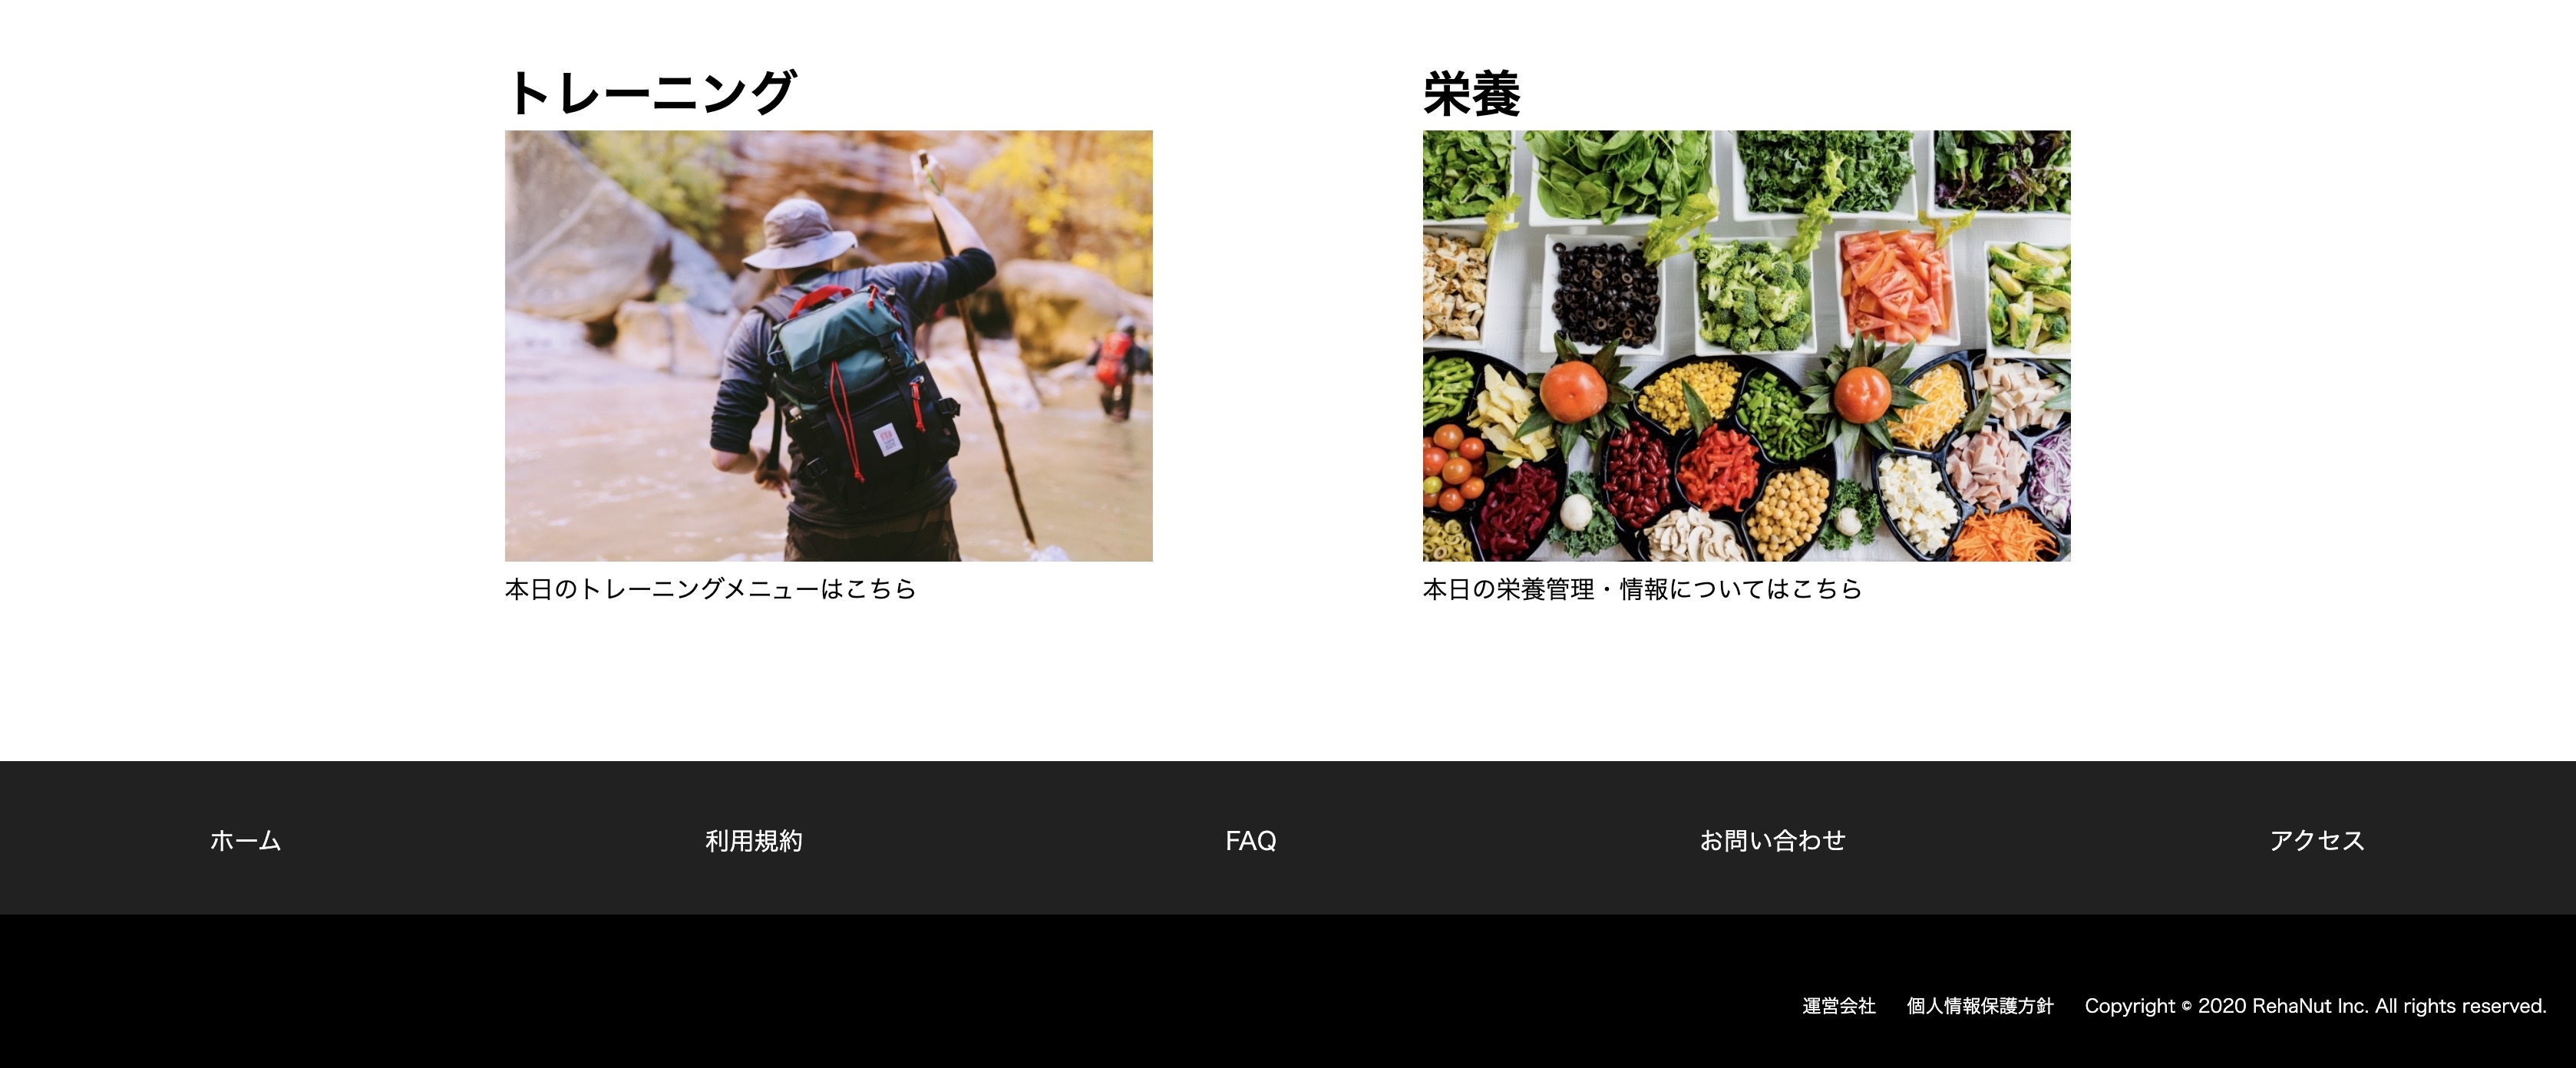 トレーニング
栄養
本日のトレーニングメニューはこちら
本日の栄養管理・情報についてはこちら
ホーム
利用規約
FAQ
お問い合わせ
アクセス
運営会社
個人情報保護方針
Copyright © 2020 RehaNut Inc. All rights reserved.